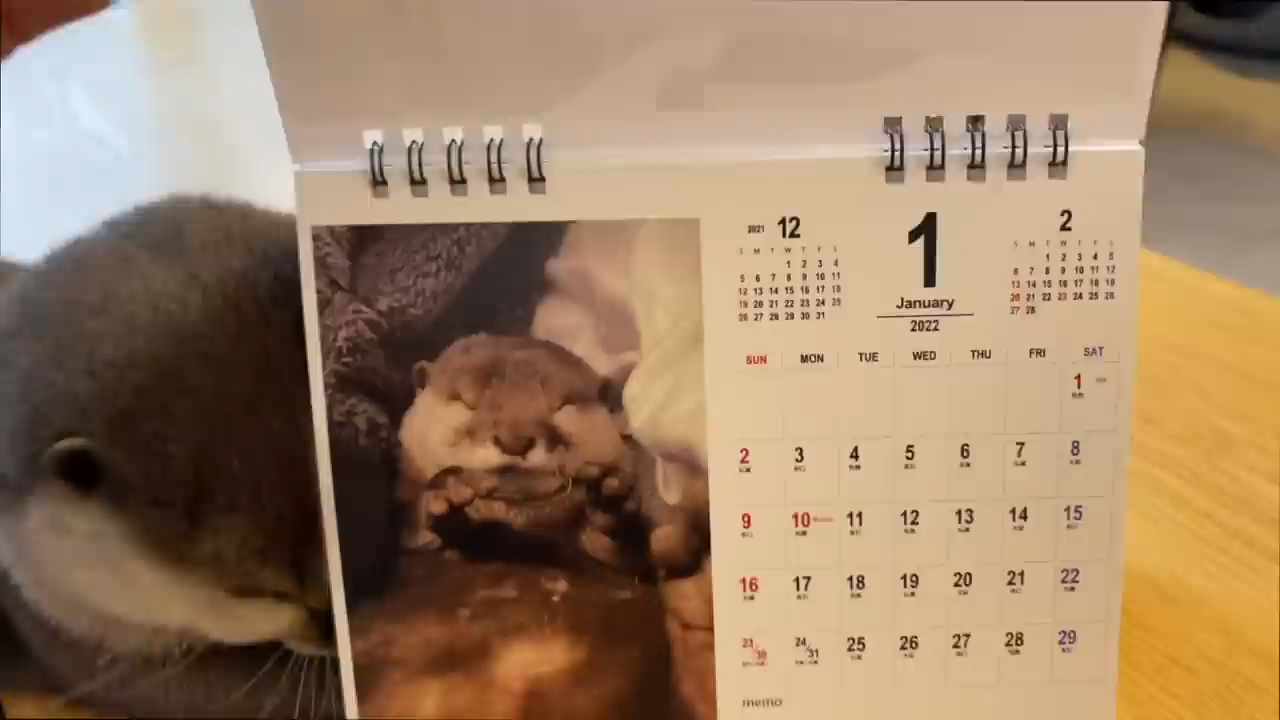 2021 12
S M T W T F S
1 2 3 4
5 6 7 8 9 10 11
12 13 14 15 16 17 18
19 20 21 22 23 24 25
26 27 28 29 30 31
1
January
2022
2
S M T W T F S
1 2 3 4 5
6 7 8 9 10 11 12
13 14 15 16 17 18 19
20 21 22 23 24 25 26
27 28
SUN MON TUE WED THU FRI SAT
1
2 3 4 5 6 7 8
9 10 11 12 13 14 15
16 17 18 19 20 21 22
23/30 24/31 25 26 27 28 29
memo